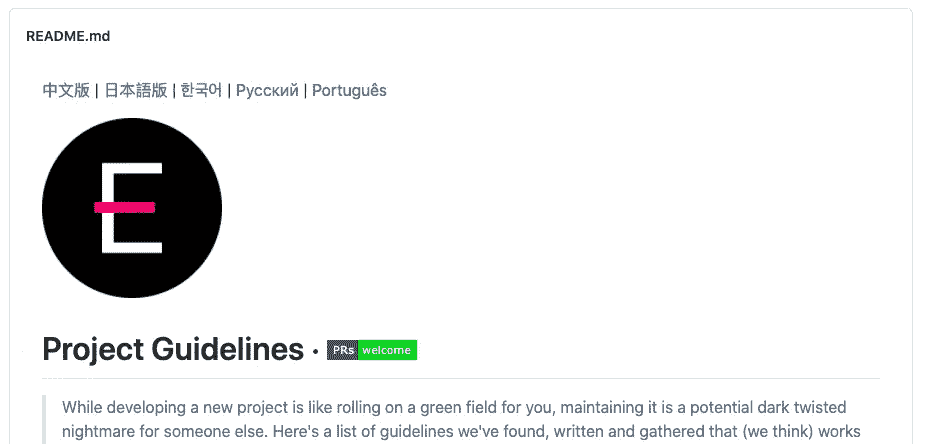 README.md
中文版 | 日本語版 | 한국어 | Русский | Português
E
Project Guidelines · PRs welcome
While developing a new project is like rolling on a green field for you, maintaining it is a potential dark twisted
nightmare for someone else. Here's a list of guidelines we've found, written and gathered that (we think) works